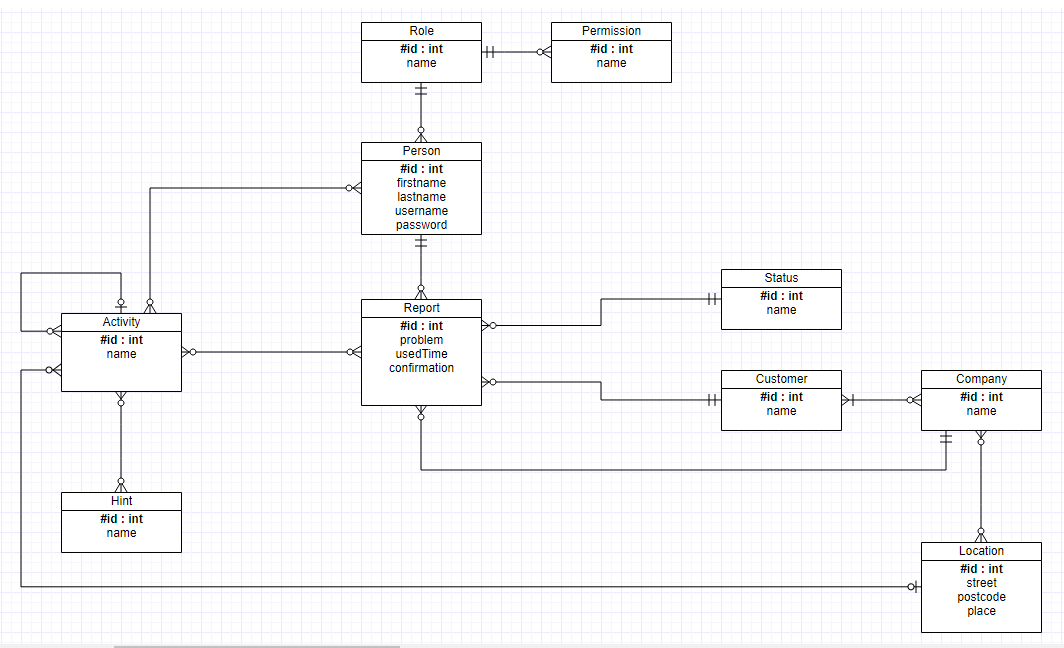 Role
#id : int
name
Permission
#id : int
name
Person
#id : int
firstname
lastname
username
password
Report
#id : int
problem
usedTime
confirmation
Status
#id : int
name
Activity
#id : int
name
Customer
#id : int
name
Company
#id : int
name
Hint
#id : int
name
Location
#id : int
street
postcode
place